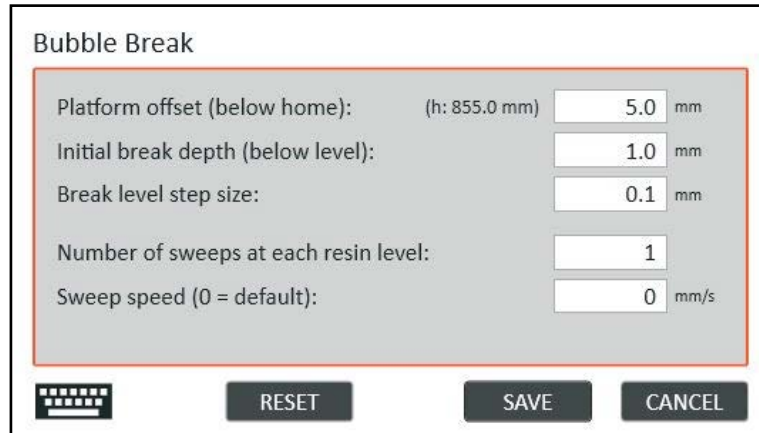 Bubble Break
Platform offset (below home): (h: 855.0 mm) 5.0 mm
Initial break depth (below level): 1.0 mm
Break level step size: 0.1 mm
Number of sweeps at each resin level: 1
Sweep speed (0 = default): 0 mm/s
RESET SAVE CANCEL